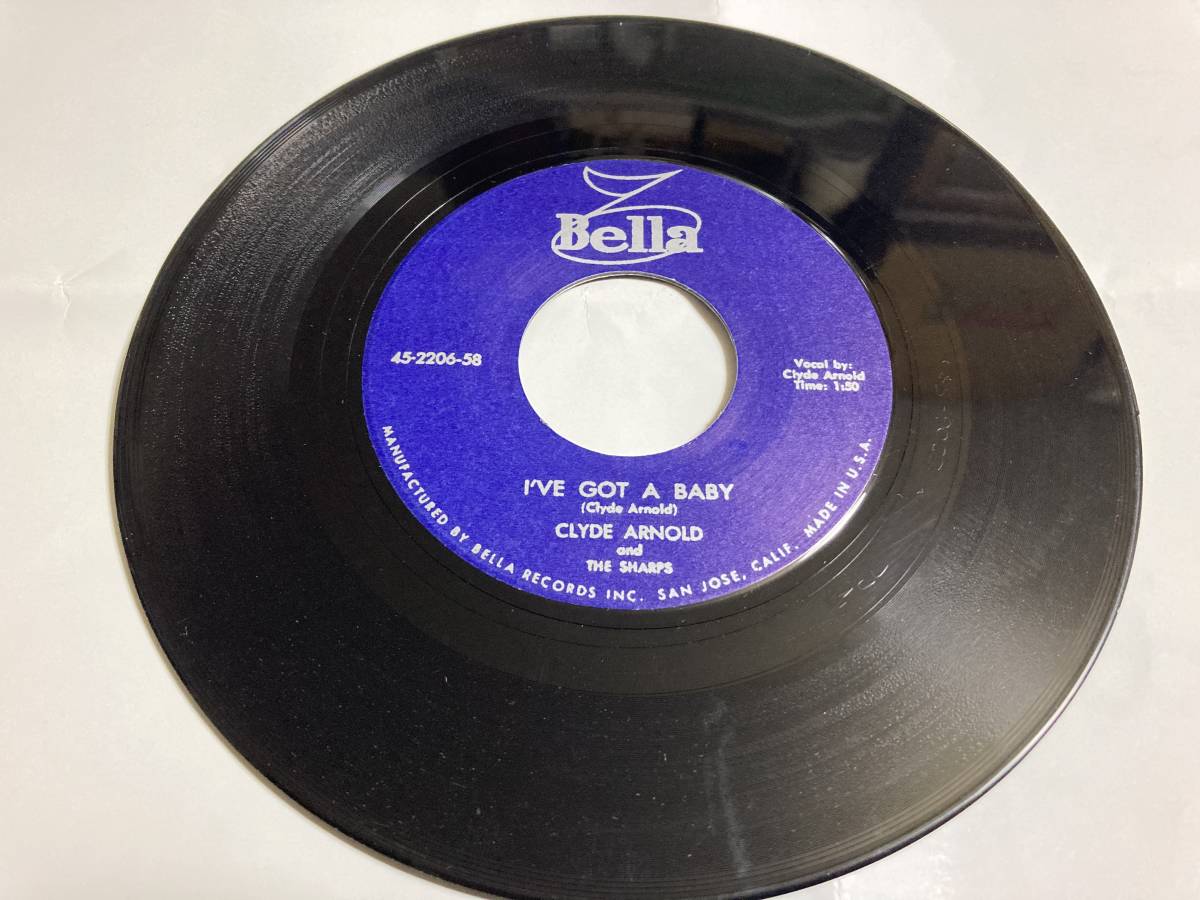 Bella
45-2206-58
Vocal by:
Clyde Arnold
Time: 1:50
I'VE GOT A BABY
(Clyde Arnold)
CLYDE ARNOLD
and
THE SHARPS
MANUFACTURED BY BELLA RECORDS INC. SAN JOSE, CALIF. MADE IN U.S.A.